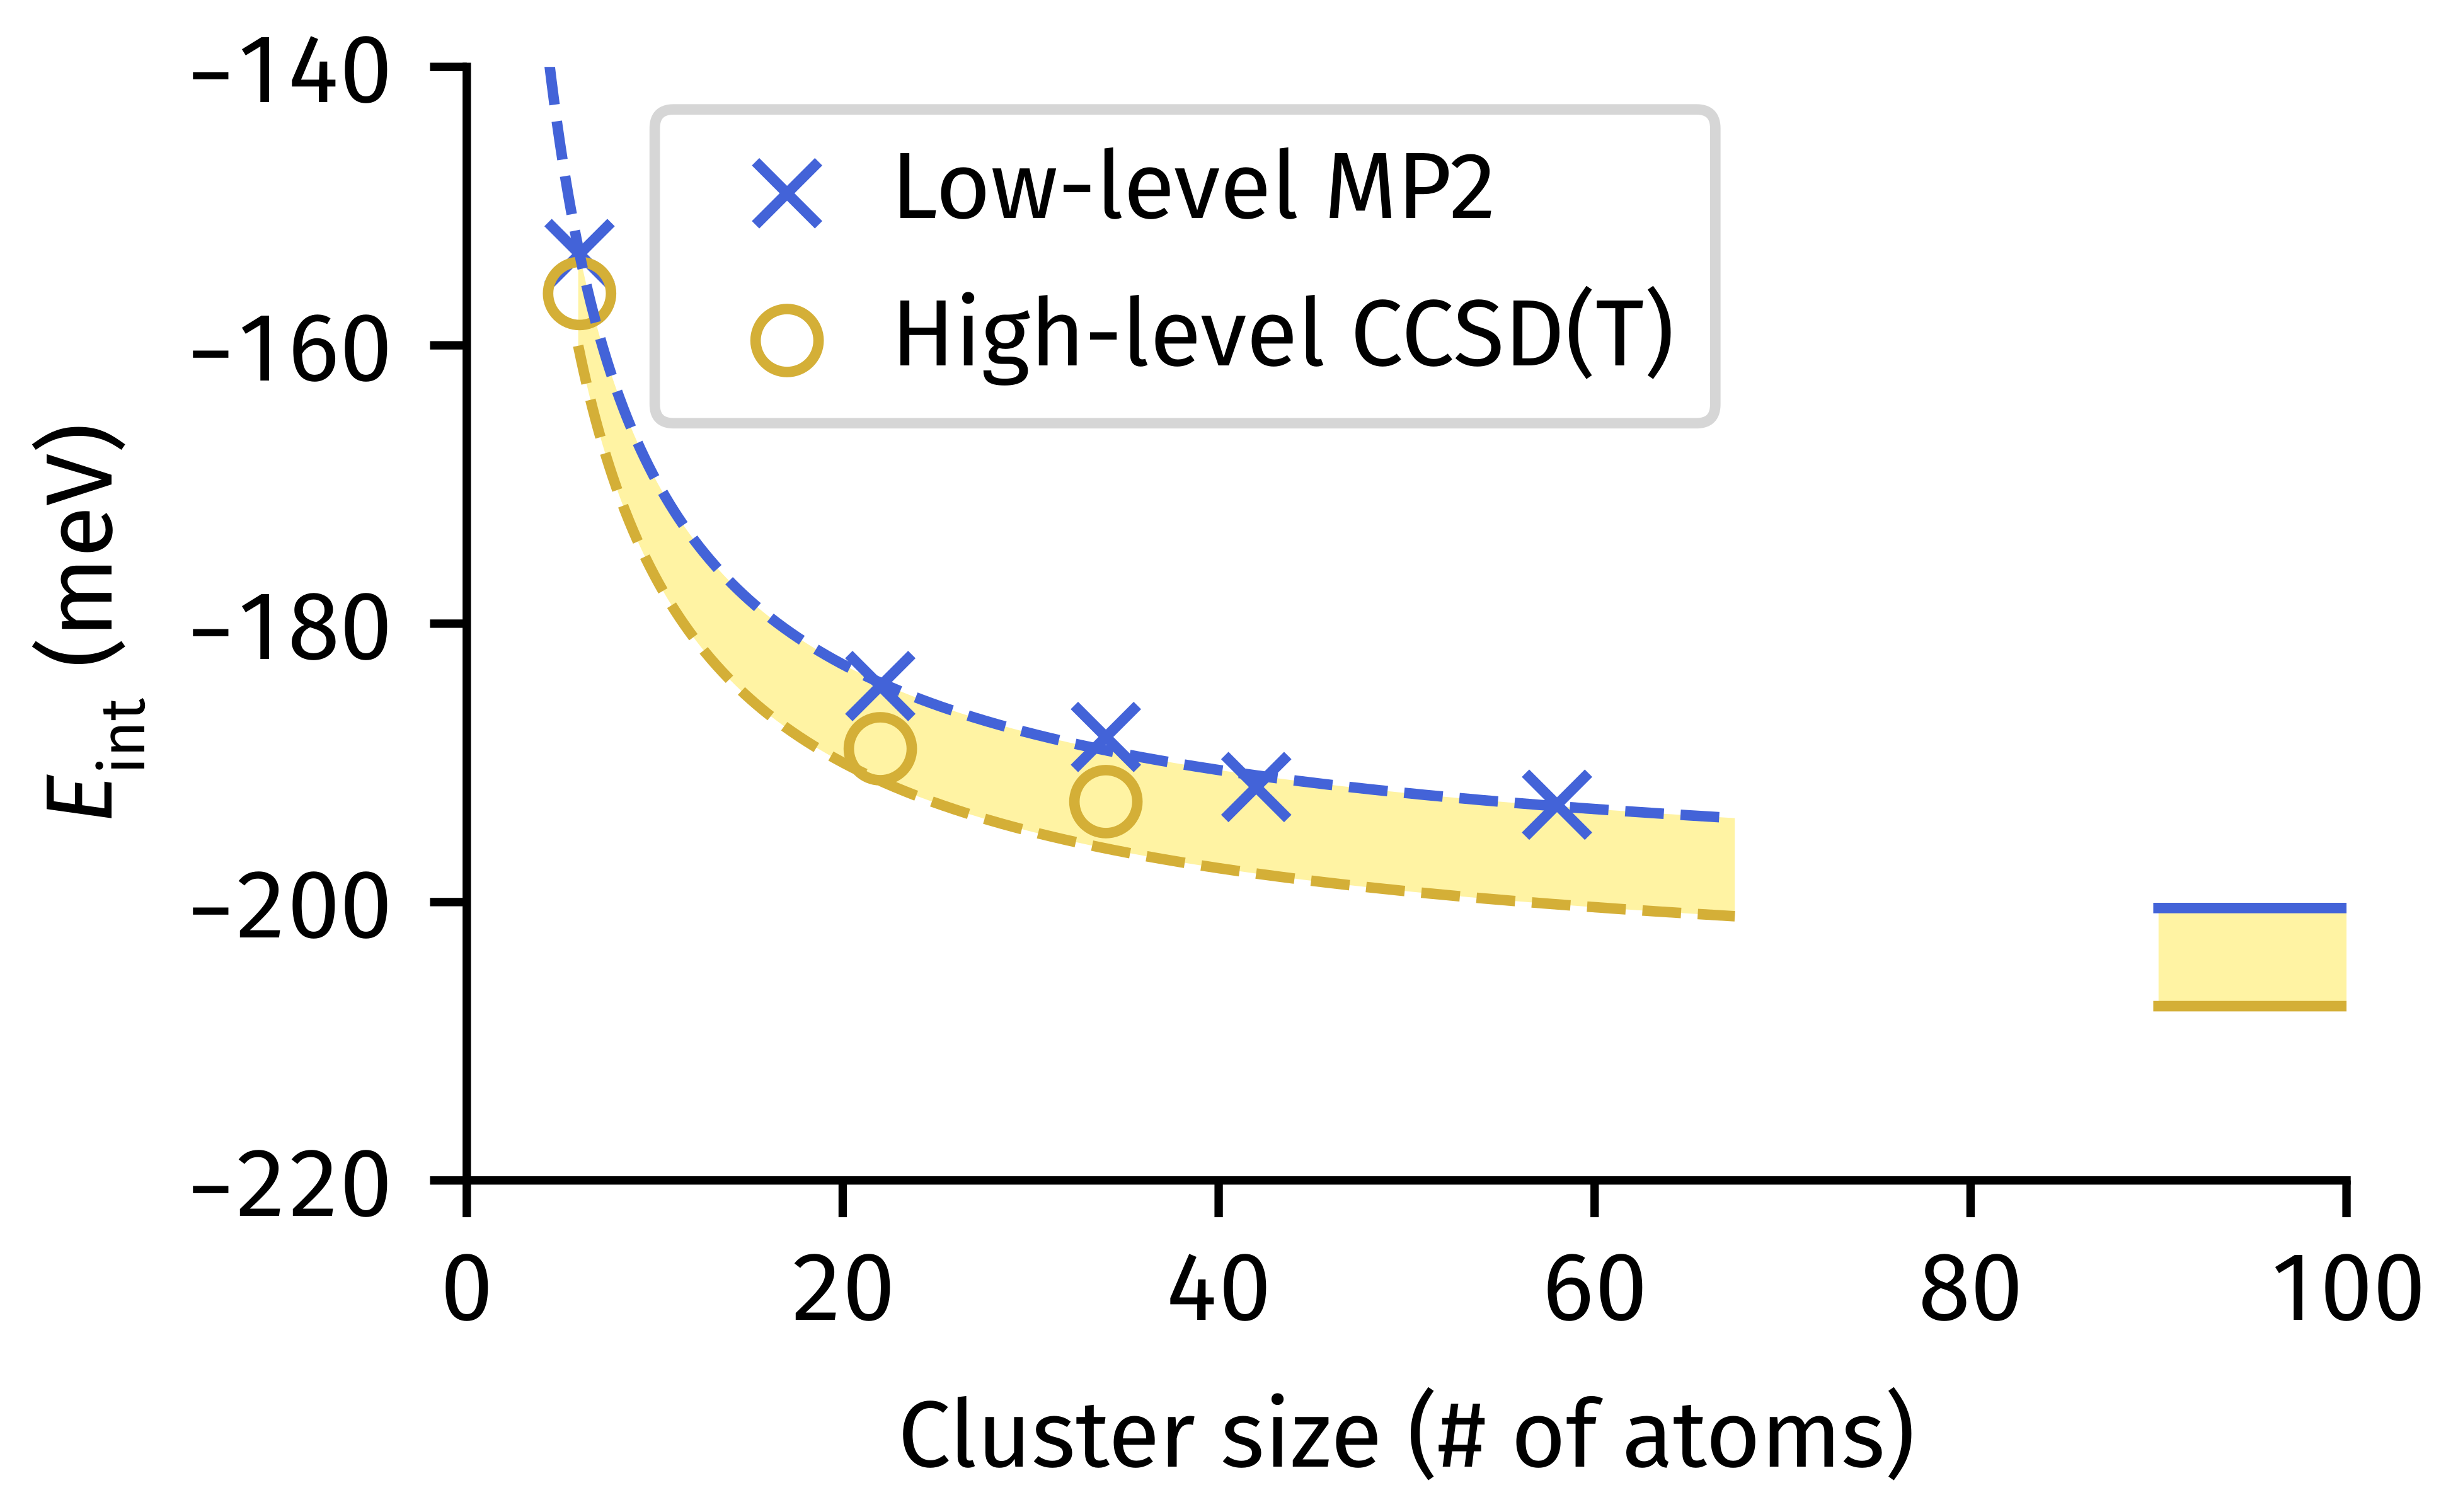 –140
–160
–180
–200
–220
E_int (meV)
Low-level MP2
High-level CCSD(T)
0 20 40 60 80 100
Cluster size (# of atoms)